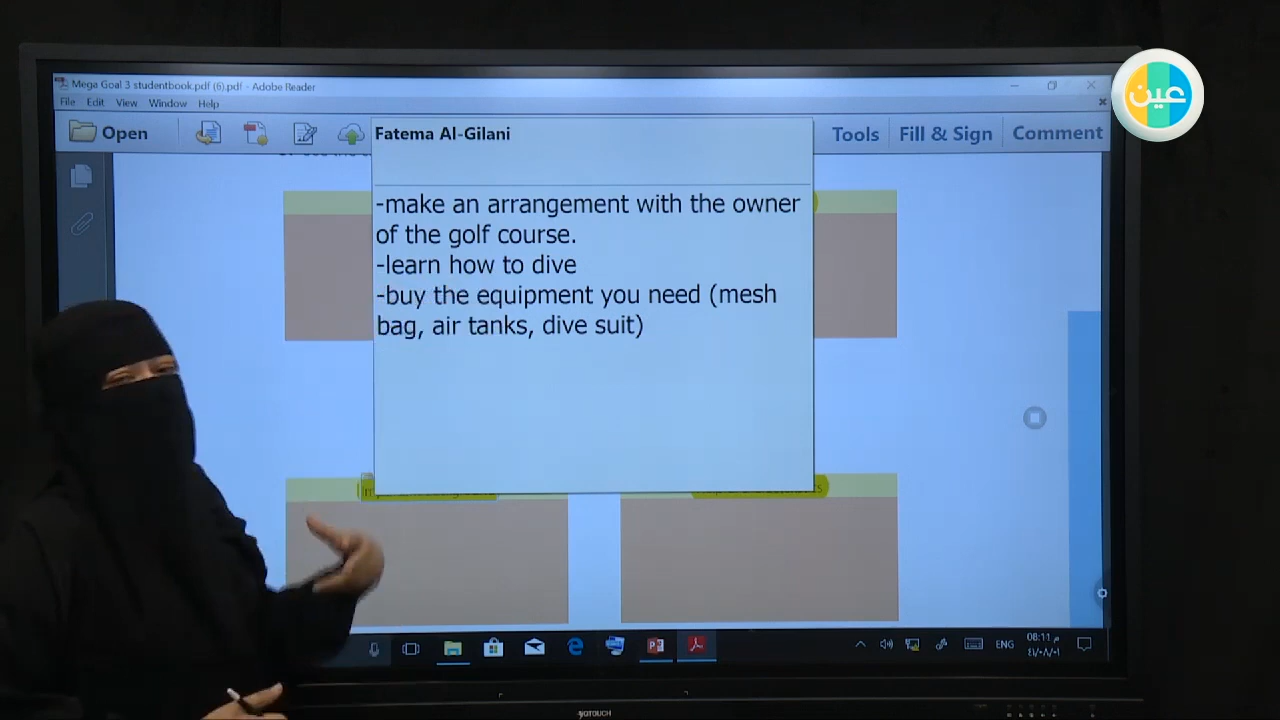 عين
Mega Goal 3 studentbook.pdf (6).pdf - Adobe Reader
File Edit View Window Help
Open
Tools Fill & Sign Comment
Fatema Al-Gilani
-make an arrangement with the owner
of the golf course.
-learn how to dive
-buy the equipment you need (mesh
bag, air tanks, dive suit)
ENG
08:11 م